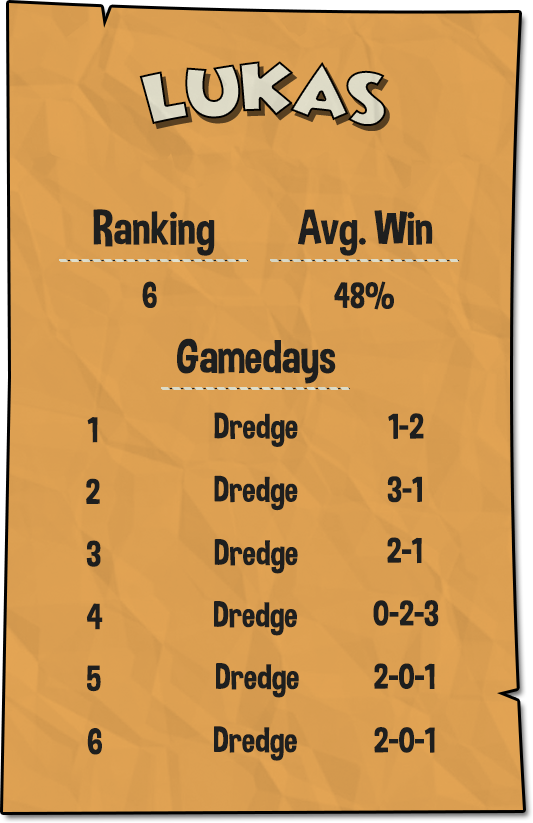 LUKAS
Ranking Avg. Win
6 48%
Gamedays
1 Dredge 1-2
2 Dredge 3-1
3 Dredge 2-1
4 Dredge 0-2-3
5 Dredge 2-0-1
6 Dredge 2-0-1